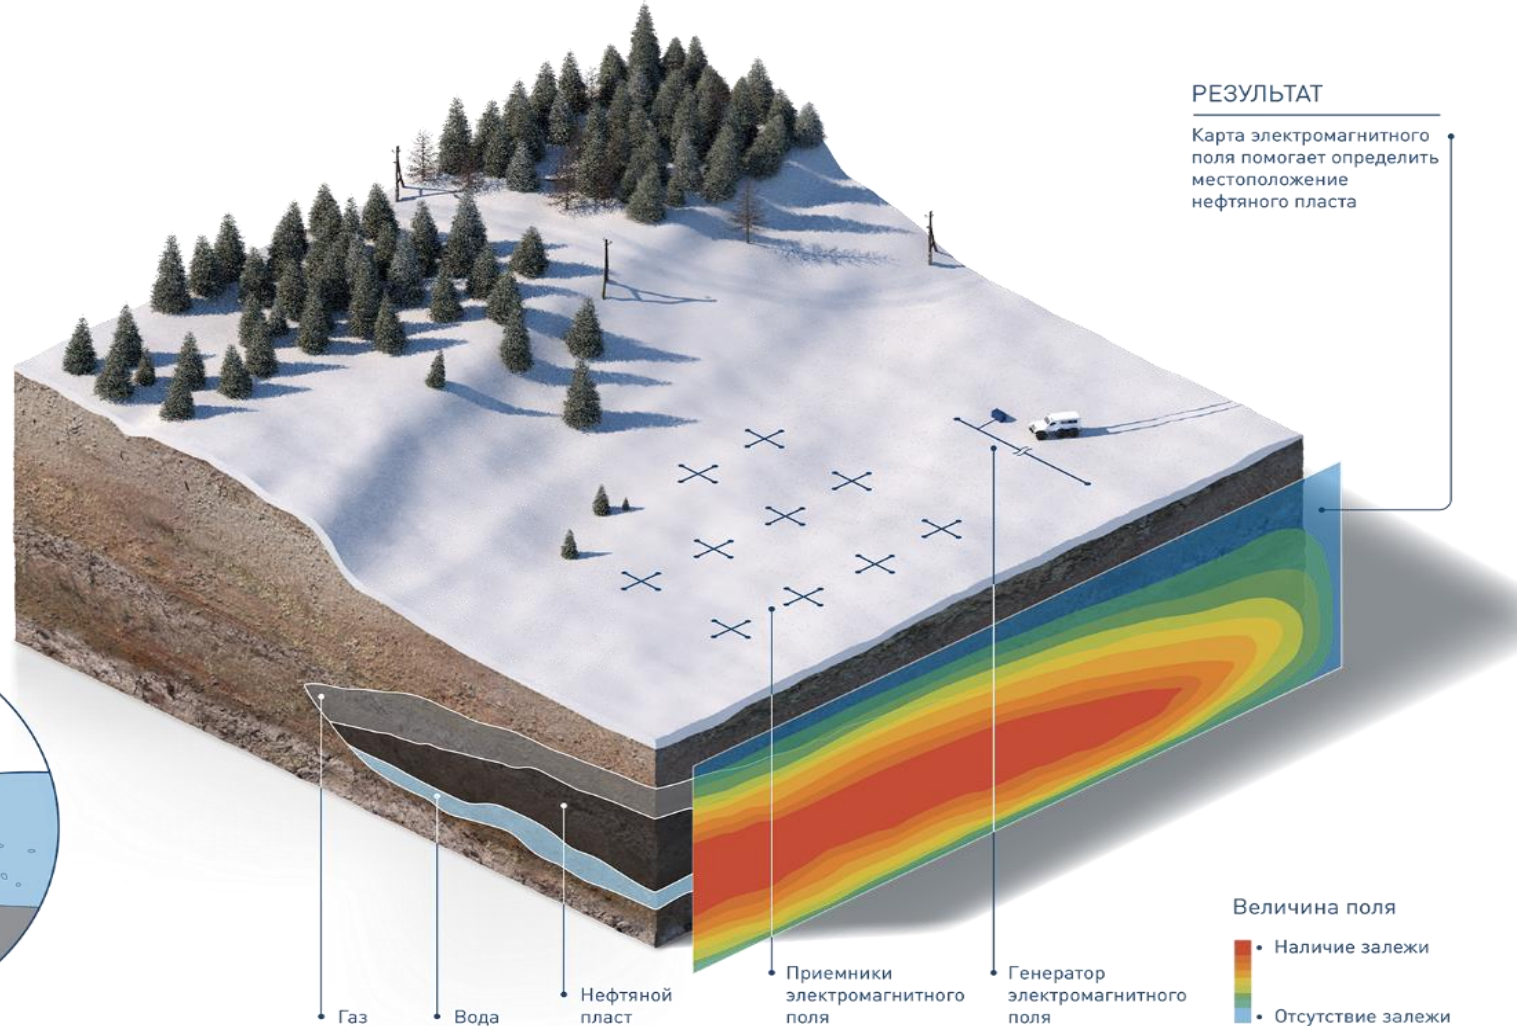 РЕЗУЛЬТАТ
Карта электромагнитного
поля помогает определить
местоположение
нефтяного пласта
Величина поля
Наличие залежи
Отсутствие залежи
Газ
Вода
Нефтяной
пласт
Приемники
электромагнитного
поля
Генератор
электромагнитного
поля